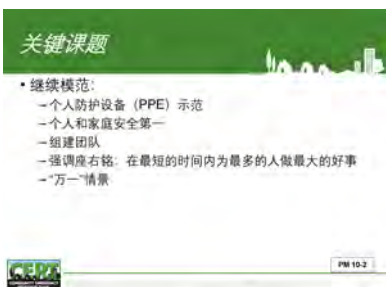 关键课题
• 继续模范:
–个人防护设备（PPE）示范
–个人和家庭安全第一
–组建团队
–强调座右铭: 在最短的时间内为最多的人做最大的好事
–“万一”情景
CERT
PM 10-2